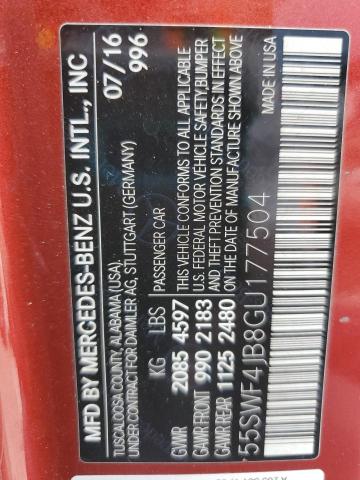 MFD BY MERCEDES-BENZ U.S. INTL., INC
TUSCALOOSA COUNTY, ALABAMA (USA)
UNDER CONTRACT FOR DAIMLER AG, STUTTGART (GERMANY)
07/16
996
KG LBS
GVWR 2085 4597
GAWR FRONT 990 2183
GAWR REAR 1125 2480
PASSENGER CAR
THIS VEHICLE CONFORMS TO ALL APPLICABLE
U.S. FEDERAL MOTOR VEHICLE SAFETY,BUMPER
AND THEFT PREVENTION STANDARDS IN EFFECT
ON DATE OF MANUFACTURE SHOWN ABOVE
55SWF4JB8GU177504
MADE IN USA